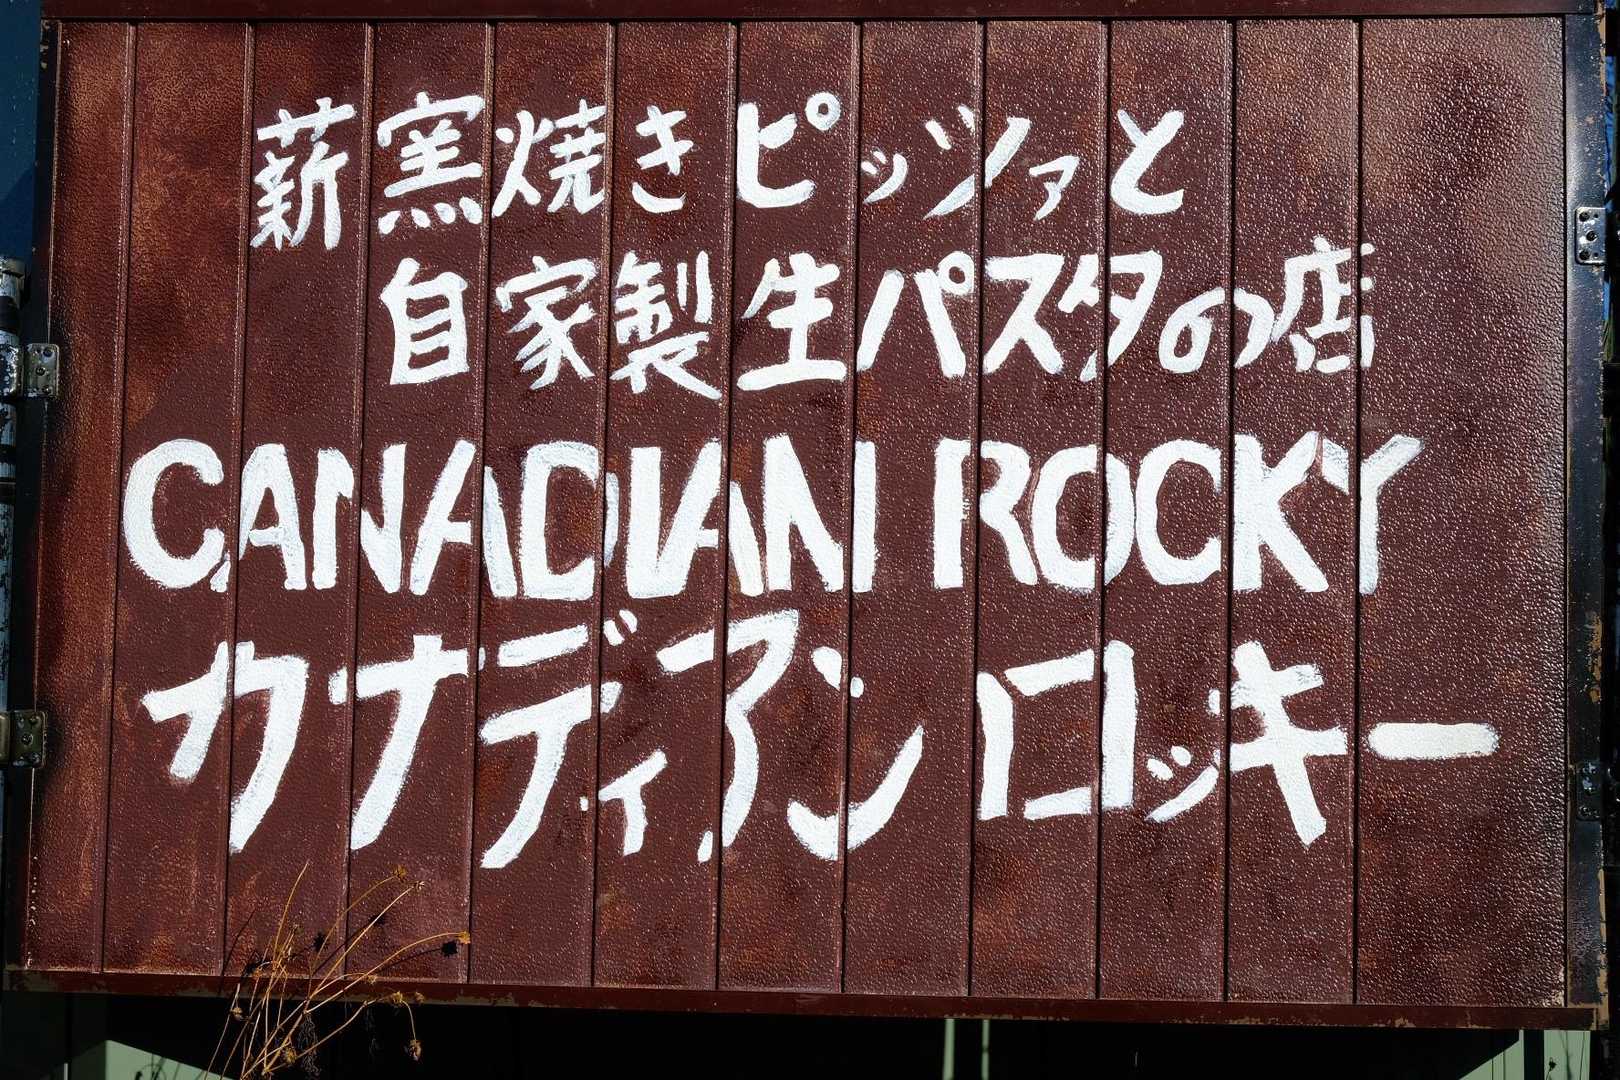 薪窯焼きピッツァと
自家製生パスタの店
CANADIAN ROCKY
カナディアンロッキー